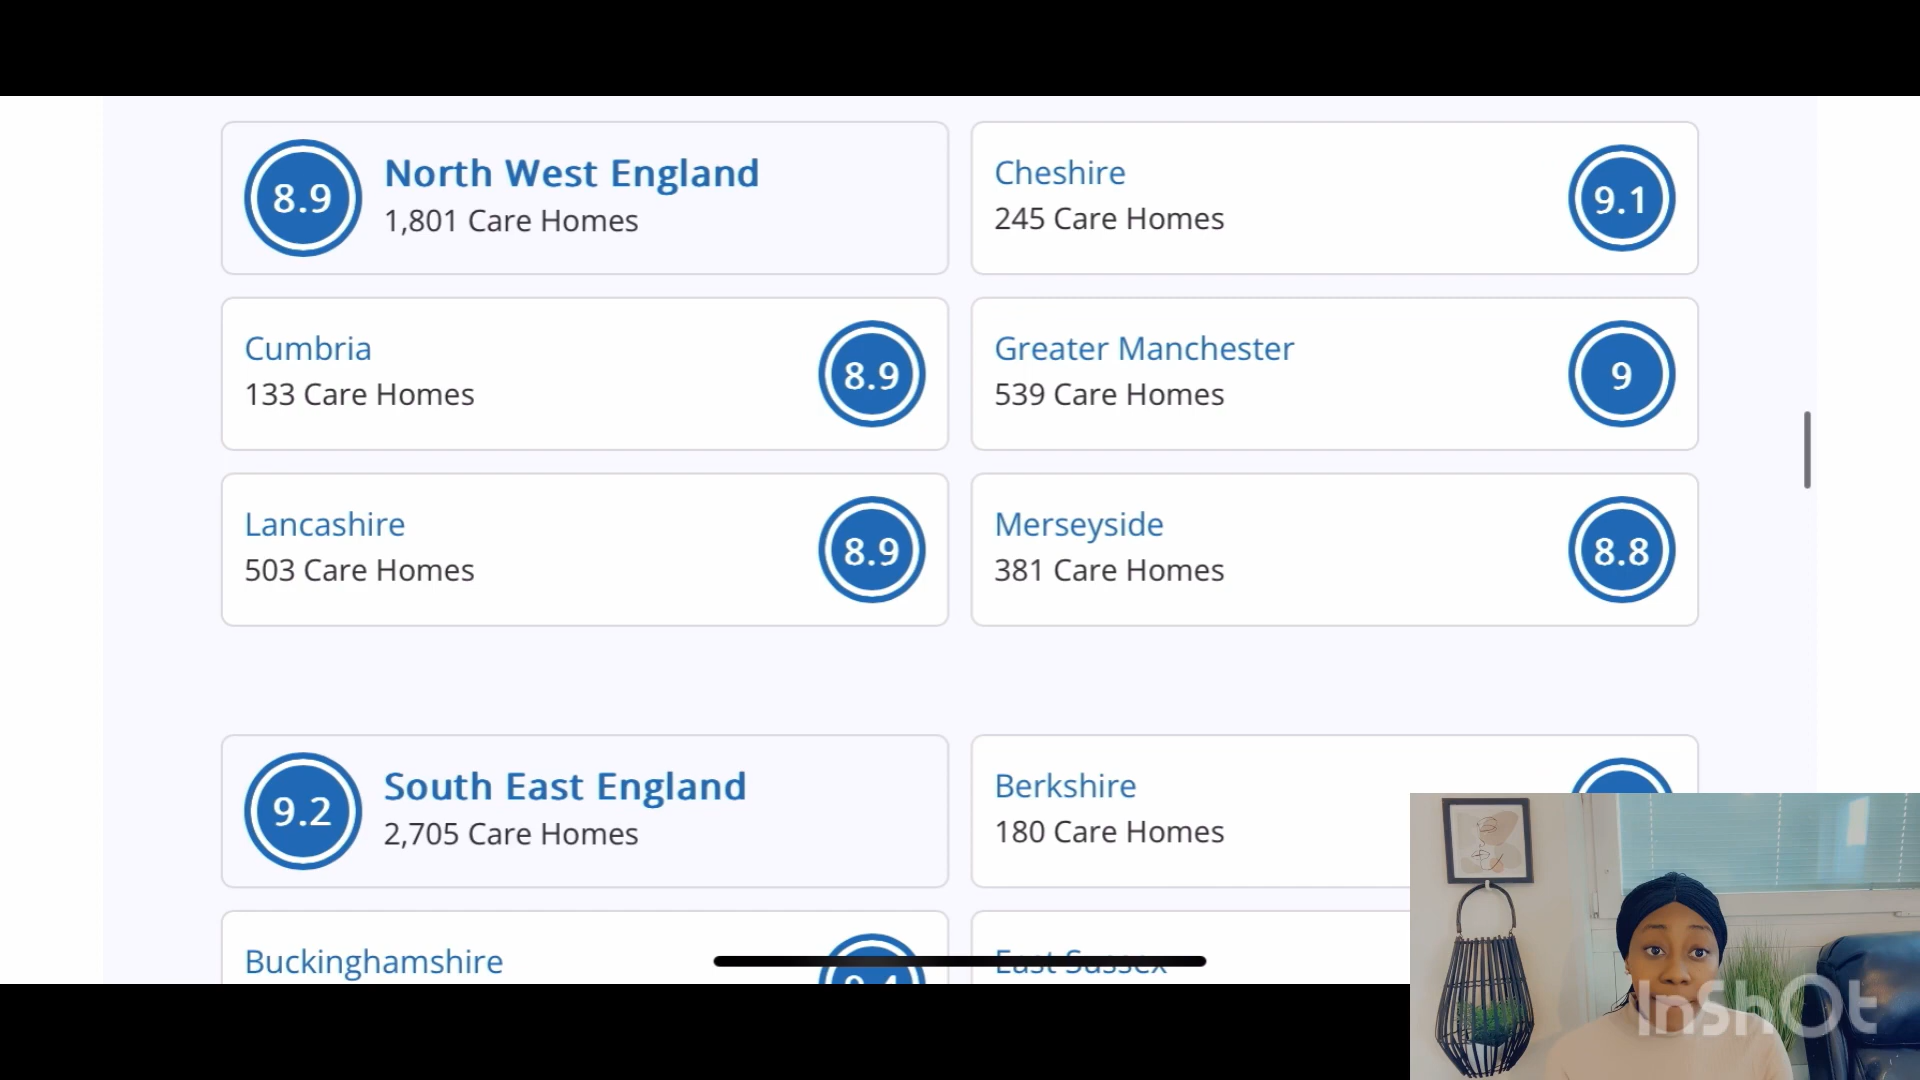 8.9
North West England
1,801 Care Homes
Cheshire
245 Care Homes
9.1
Cumbria
133 Care Homes
8.9
Greater Manchester
539 Care Homes
9
Lancashire
503 Care Homes
8.9
Merseyside
381 Care Homes
8.8
9.2
South East England
2,705 Care Homes
Berkshire
180 Care Homes
Buckinghamshire
East Sussex
InShOt